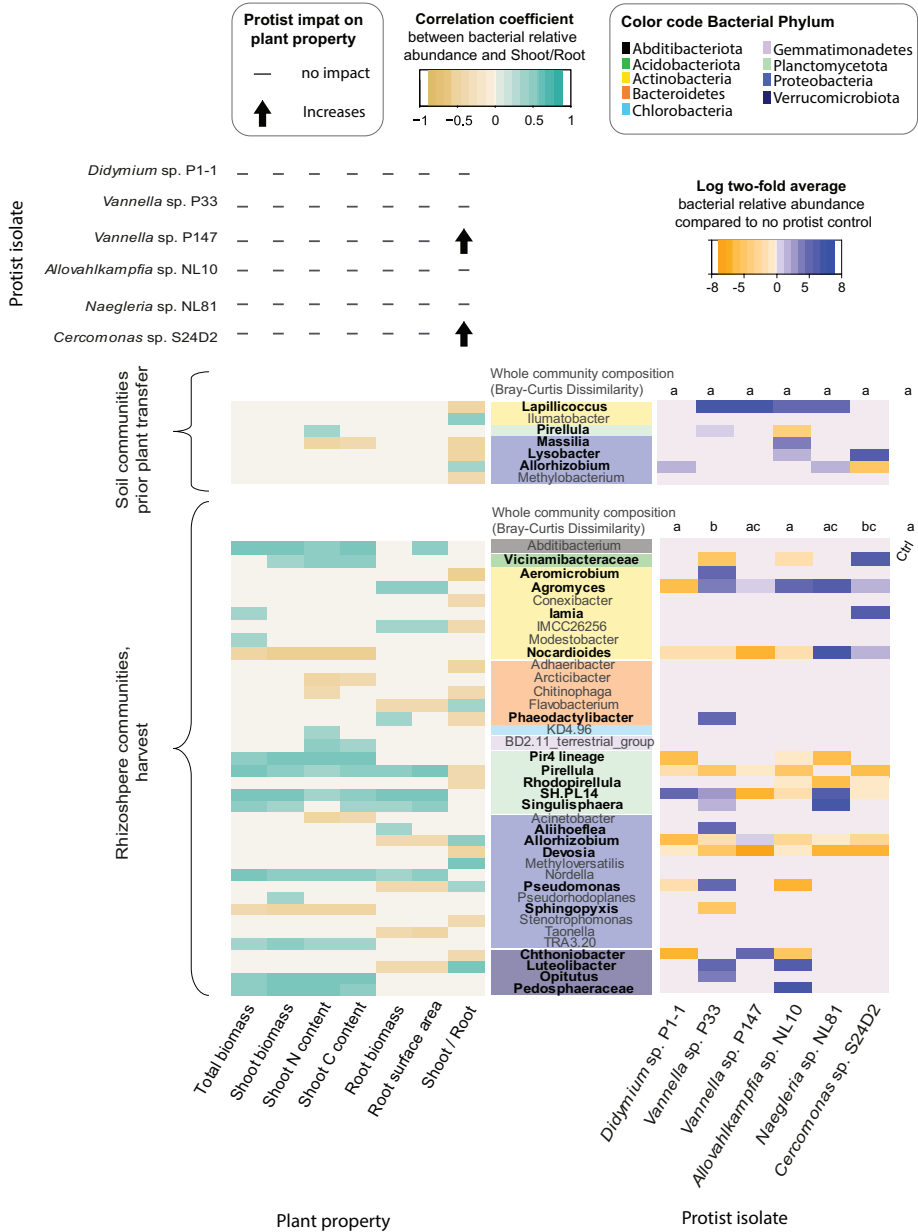 Protist impat on
plant property
— no impact
Increases
Correlation coefficient
between bacterial relative
abundance and Shoot/Root
−1 −0.5 0 0.5 1
Color code Bacterial Phylum
Abditibacteriota
Acidobacteriota
Actinobacteria
Bacteroidetes
Chlorobacteria
Gemmatimonadetes
Planctomycetota
Proteobacteria
Verrucomicrobiota
Protist isolate
Didymium sp. P1-1
Vannella sp. P33
Vannella sp. P147
Allovahlkampfia sp. NL10
Naegleria sp. NL81
Cercomonas sp. S24D2
Log two-fold average
bacterial relative abundance
compared to no protist control
-8 -5 0 2 7 8
Soil communities
prior plant transfer
Whole community composition
(Bray-Curtis Dissimilarity)
a a a a a a a
Lapillicoccus
Ilumatobacter
Pirellula
Massilia
Lysobacter
Allorhizobium
Methylobacterium
Rhizoshpere communities,
harvest
Whole community composition
(Bray-Curtis Dissimilarity)
a b ac a ac bc a
Ctrl
Abditibacterium
Vicinamibacteraceae
Aeromicrobium
Agromyces
Conexibacter
Iamia
IMCC26256
Modestobacter
Nocardioides
Adhaeribacter
Arcticibacter
Chitinophaga
Flavobacterium
Phaeodactylibacter
KD4.96
BD2.11_terrestrial_group
Pir4 lineage
Pirellula
Rhodopirellula
SH.PL14
Singulisphaera
Acinetobacter
Aliihoeflea
Allorhizobium
Devosia
Methyloversatilis
Nordella
Pseudomonas
Pseudorhodoplanes
Sphingopyxis
Stenotrophomonas
Taonella
TRA3.20
Chthoniobacter
Luteolibacter
Opitutus
Pedosphaeraceae
Total biomass
Shoot biomass
Shoot N content
Shoot C content
Root biomass
Root surface area
Shoot / Root
Didymium sp. P1-1
Vannella sp. P33
Vannella sp. P147
Allovahlkampfia sp. NL10
Naegleria sp. NL81
Cercomonas sp. S24D2
Plant property
Protist isolate